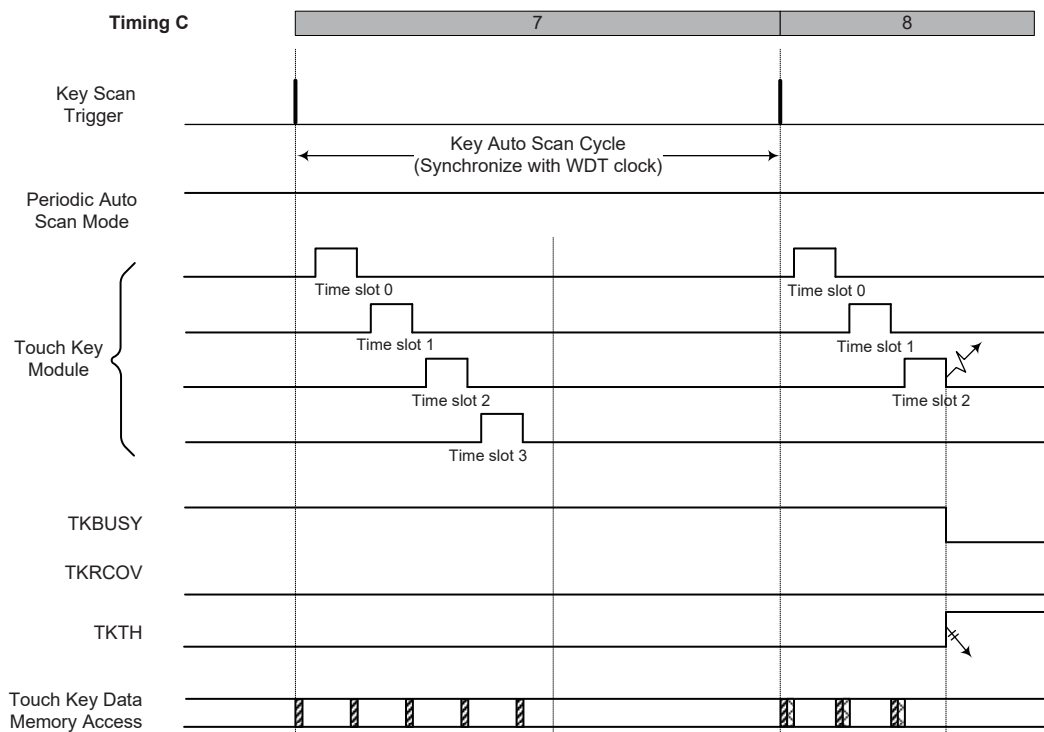 Timing C
7
8
Key Scan
Trigger
Key Auto Scan Cycle
(Synchronize with WDT clock)
Periodic Auto
Scan Mode
Time slot 0
Time slot 0
Touch Key
Module
Time slot 1
Time slot 1
Time slot 2
Time slot 2
Time slot 3
TKBUSY
TKRCOV
TKTH
Touch Key Data
Memory Access